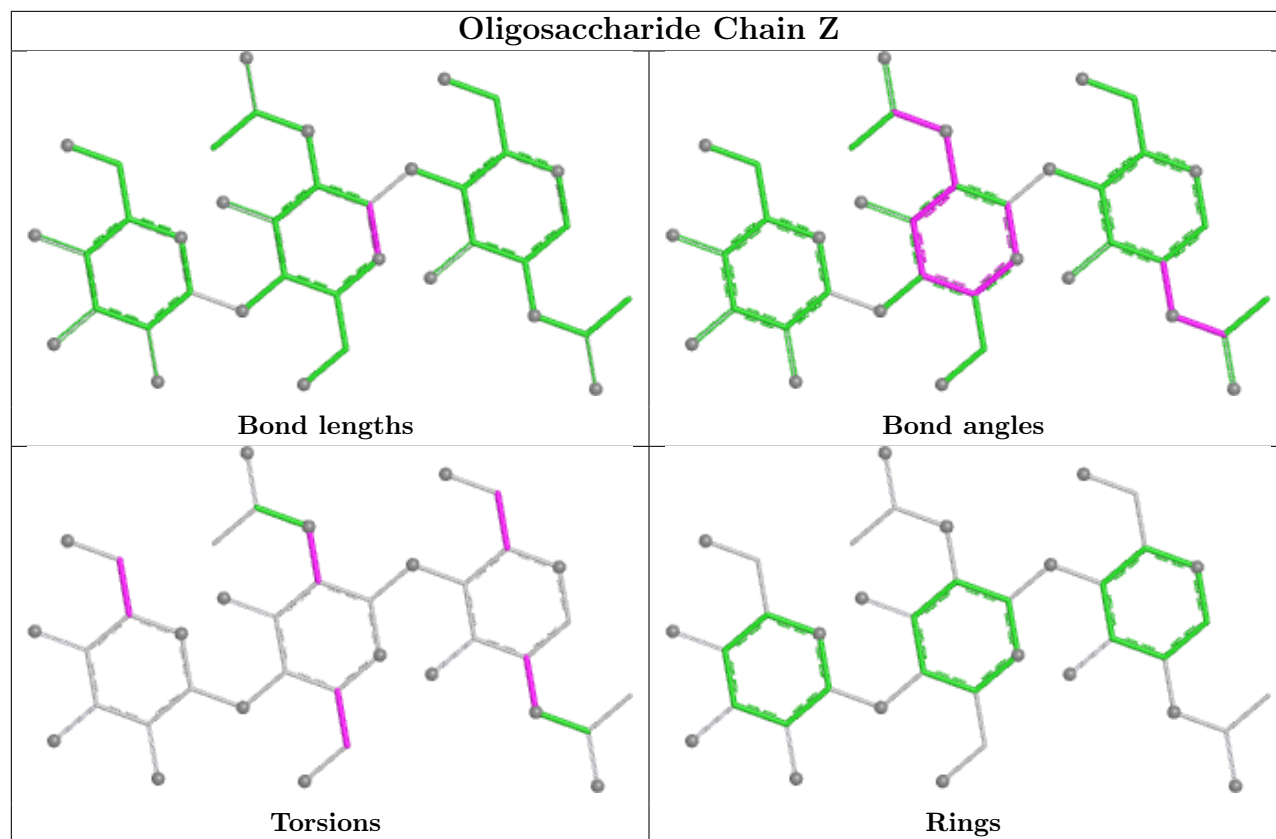 Oligosaccharide Chain Z
Bond lengths
Bond angles
Torsions
Rings